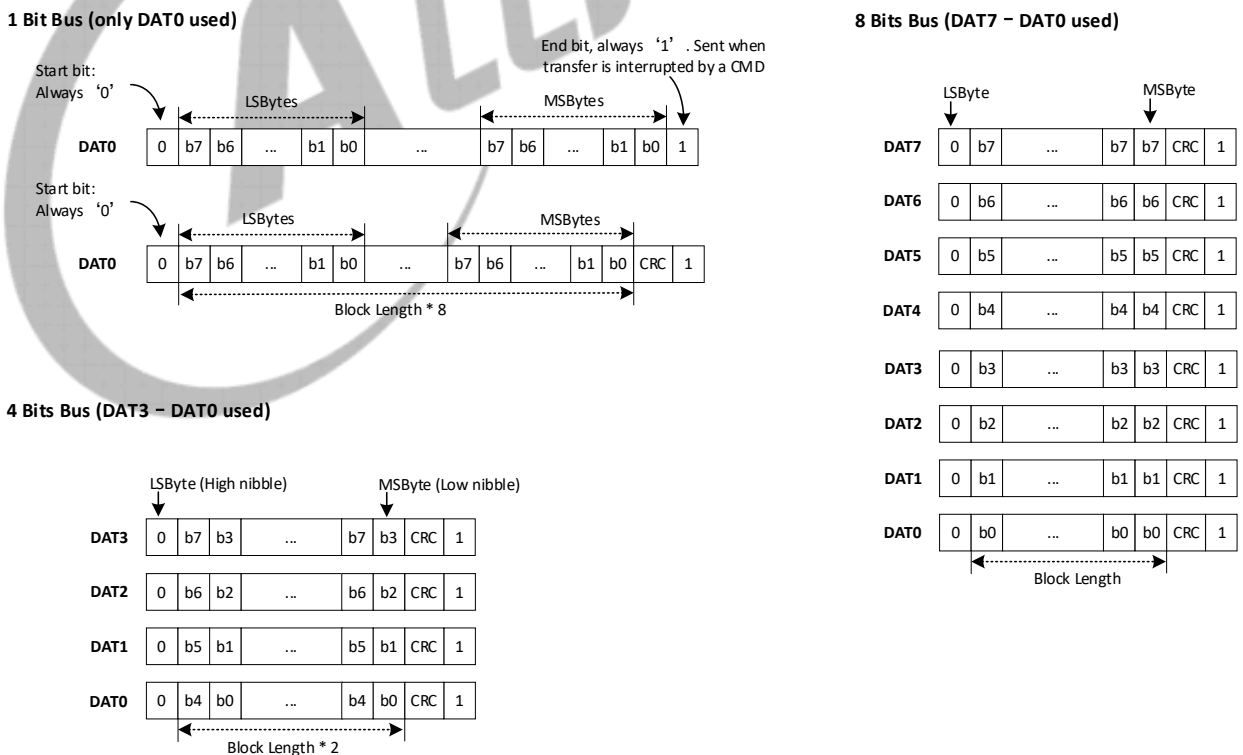 1 Bit Bus (only DAT0 used)
End bit, always ‘1’ . Sent when
transfer is interrupted by a CMD
Start bit:
Always ‘0’
LSBytes
MSBytes
DAT0 0 b7 b6 ... b1 b0 ... b7 b6 ... b1 b0 1
Start bit:
Always ‘0’
LSBytes
MSBytes
DAT0 0 b7 b6 ... b1 b0 ... b7 b6 ... b1 b0 CRC 1
Block Length * 8
4 Bits Bus (DAT3 – DAT0 used)
LSByte (High nibble)
MSByte (Low nibble)
DAT3 0 b7 b3 ... b7 b3 CRC 1
DAT2 0 b6 b2 ... b6 b2 CRC 1
DAT1 0 b5 b1 ... b5 b1 CRC 1
DAT0 0 b4 b0 ... b4 b0 CRC 1
Block Length * 2
8 Bits Bus (DAT7 – DAT0 used)
LSByte
MSByte
DAT7 0 b7 ... b7 b7 CRC 1
DAT6 0 b6 ... b6 b6 CRC 1
DAT5 0 b5 ... b5 b5 CRC 1
DAT4 0 b4 ... b4 b4 CRC 1
DAT3 0 b3 ... b3 b3 CRC 1
DAT2 0 b2 ... b2 b2 CRC 1
DAT1 0 b1 ... b1 b1 CRC 1
DAT0 0 b0 ... b0 b0 CRC 1
Block Length